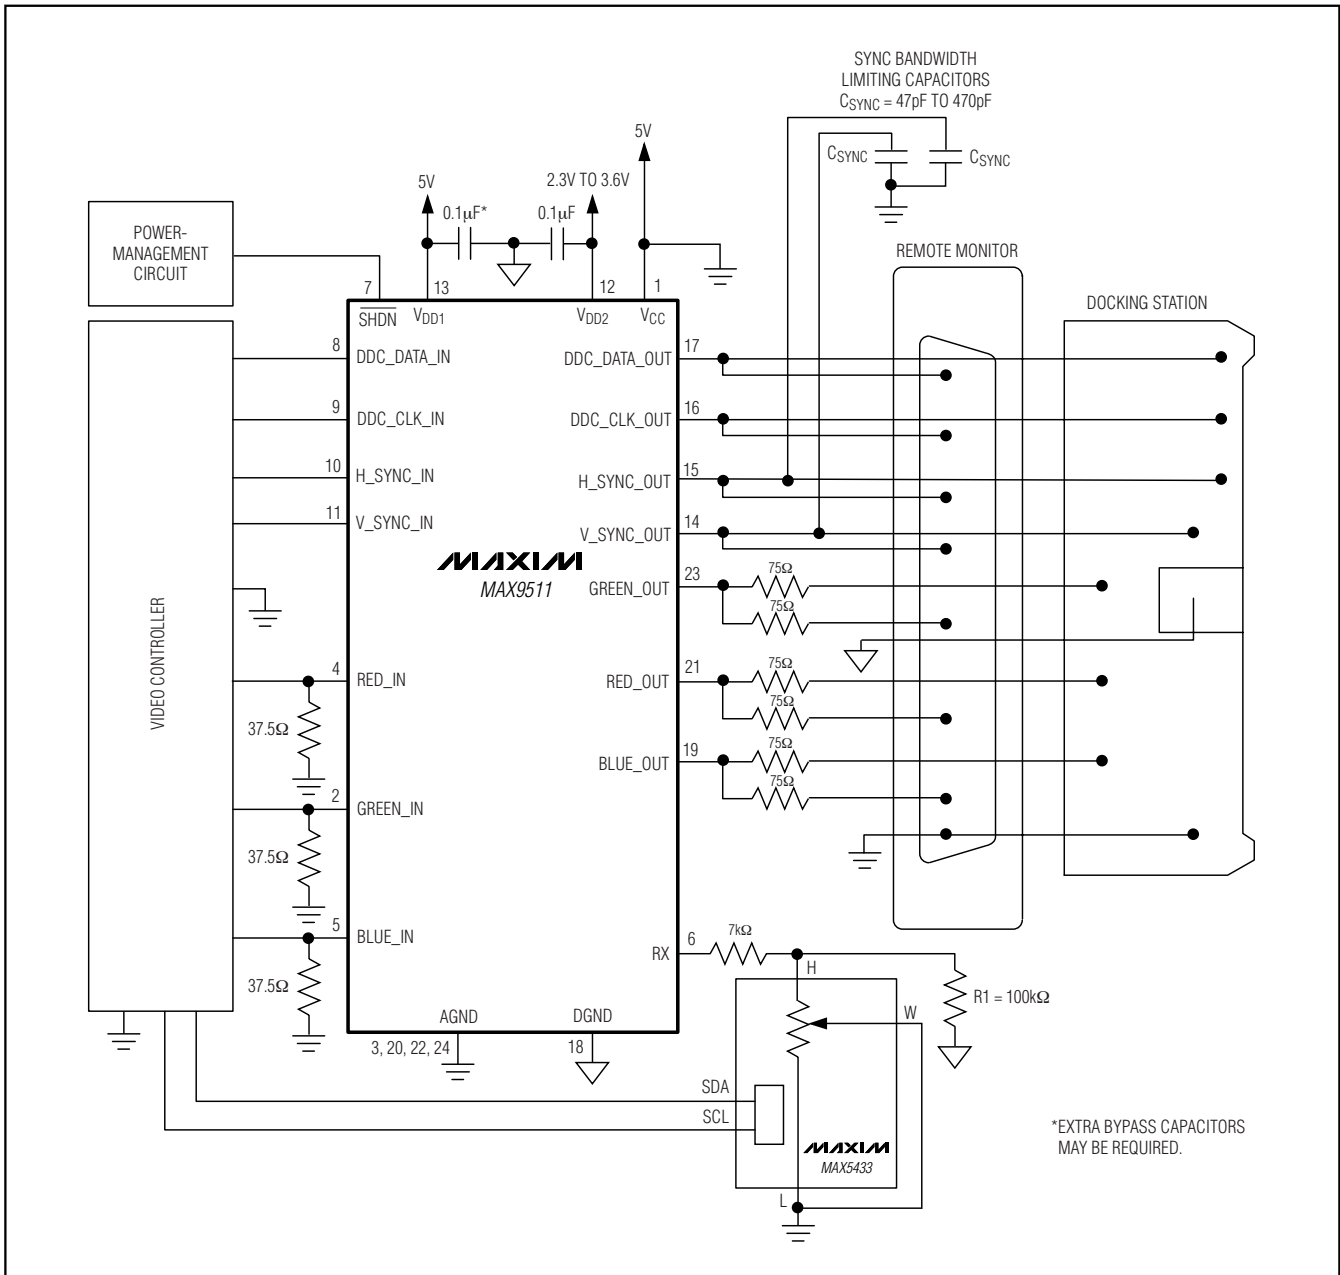 SYNC BANDWIDTH
LIMITING CAPACITORS
CSYNC = 47pF TO 470pF
5V
CSYNC
CSYNC
5V
2.3V TO 3.6V
0.1µF*
0.1µF
POWER-
MANAGEMENT
CIRCUIT
REMOTE MONITOR
DOCKING STATION
7
13
12
1
SHDN
VDD1
VDD2
VCC
8
DDC_DATA_IN
DDC_DATA_OUT
17
9
DDC_CLK_IN
DDC_CLK_OUT
16
10
H_SYNC_IN
H_SYNC_OUT
15
11
V_SYNC_IN
V_SYNC_OUT
14
MAXIM
MAX9511
GREEN_OUT
23
75Ω
75Ω
VIDEO CONTROLLER
4
RED_IN
RED_OUT
21
75Ω
75Ω
37.5Ω
BLUE_OUT
19
75Ω
75Ω
2
GREEN_IN
37.5Ω
5
BLUE_IN
37.5Ω
RX
6
7kΩ
H
R1 = 100kΩ
W
AGND
DGND
3, 20, 22, 24
18
SDA
SCL
MAXIM
MAX5433
L
*EXTRA BYPASS CAPACITORS
MAY BE REQUIRED.